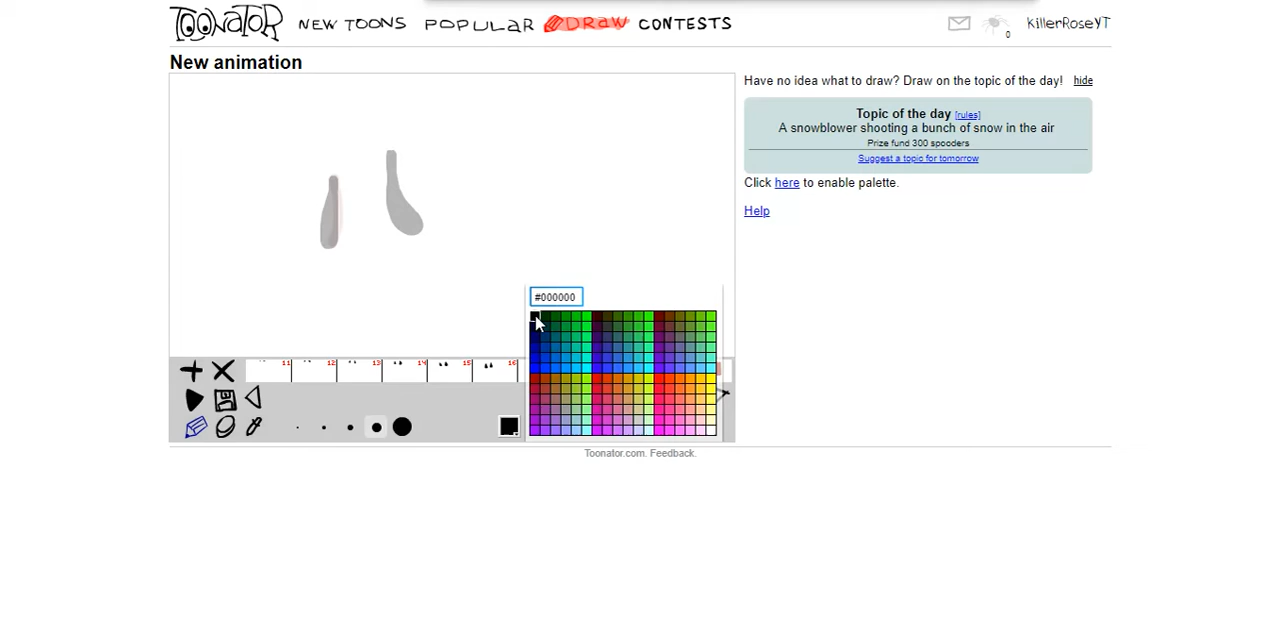 TOONATOR NEW TOONS POPULAR DRAW CONTESTS KillerRoseYT
0
New animation
Have no idea what to draw? Draw on the topic of the day! hide
Topic of the day [rules]
A snowblower shooting a bunch of snow in the air
Prize fund 300 spooders
Suggest a topic for tomorrow
Click here to enable palette.
Help
#000000
11 12 13 14 15 16
Toonator.com. Feedback.